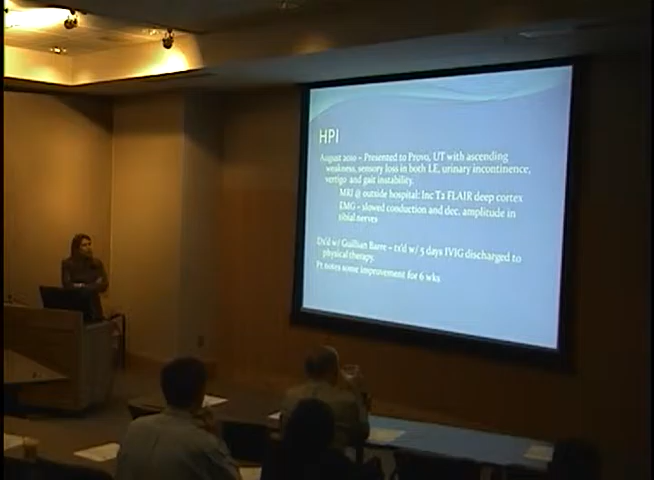 HPI
August 2010 – Presented to Provo, UT with ascending
weakness, sensory loss in both LE, urinary incontinence,
vertigo and gait instability.
MRI @ outside hospital: Inc T2 FLAIR deep cortex
EMG – slowed conduction and dec. amplitude in
tibial nerves
Dx'd w/ Guillian Barre – tx'd w/ 5 days IVIG discharged to
physical therapy.
Pt notes some improvement for 6 wks